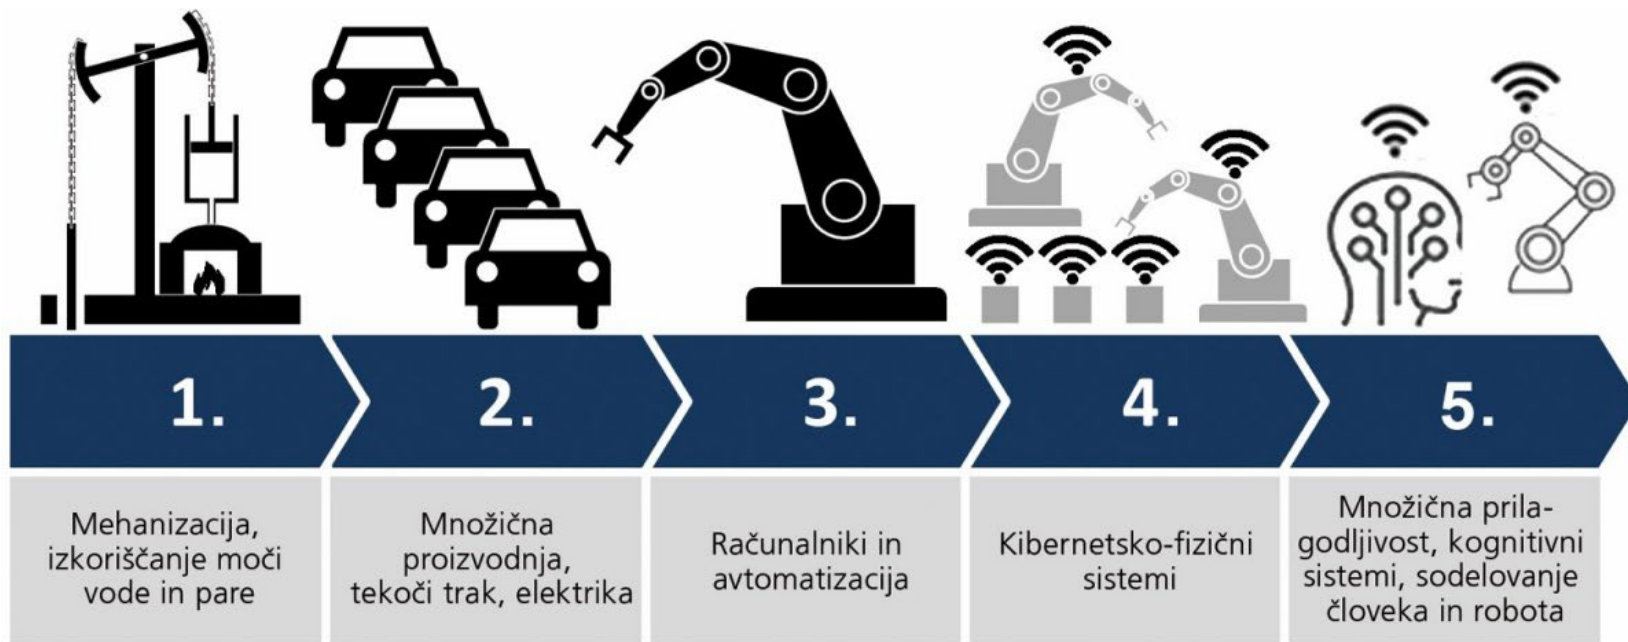 1.
2.
3.
4.
5.
Mehanizacija,
izkoriščanje moči
vode in pare
Množična
proizvodnja,
tekoči trak, elektrika
Računalniki in
avtomatizacija
Kibernetsko-fizični
sistemi
Množična prila-
godljivost, kognitivni
sistemi, sodelovanje
človeka in robota